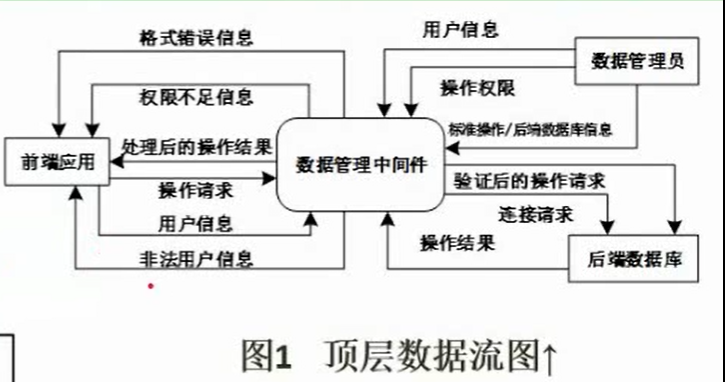 格式错误信息
用户信息
数据管理员
权限不足信息
操作权限
标准操作/后端数据库信息
前端应用
处理后的操作结果
数据管理中间件
操作请求
验证后的操作请求
用户信息
连接请求
非法用户信息
操作结果
后端数据库
图1 顶层数据流图↑